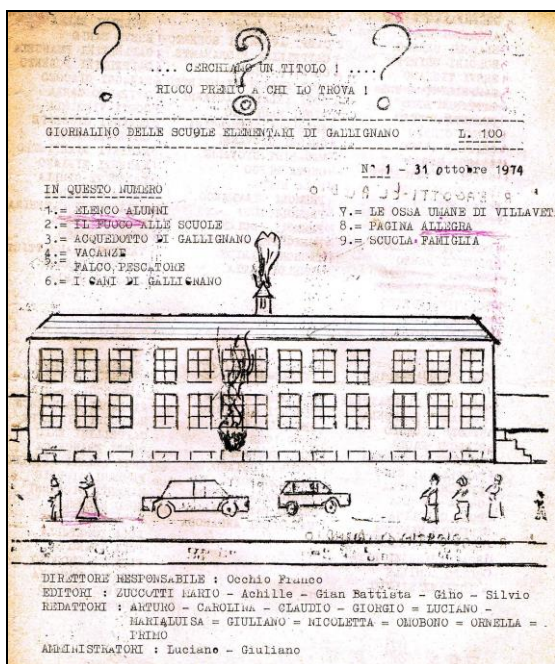 .... CERCHIAMO UN TITOLO ! ....
RICCO PREMIO A CHI LO TROVA !
GIORNALINO DELLE SCUOLE ELEMENTARI DI GALLIGNANO L. 100
N° 1 - 31 ottobre 1974
IN QUESTO NUMERO
1.= ELENCO ALUNNI
2.= IL FUOCO ALLE SCUOLE
3.= ACQUEDOTTO DI GALLIGNANO
4.= VACANZE
5.= FALCO PESCATORE
6.= I CANI DI GALLIGNANO
7.= LE OSSA UMANE DI VILLAVET
8.= PAGINA ALLEGRA
9.= SCUOLA FAMIGLIA
DIRETTORE RESPONSABILE : Occhio Franco
EDITORI : ZUCCOTTI MARIO - Achille - Gian Battista - Gino - Silvio
REDATTORI : ARTURO - CAROLINA - CLAUDIO - GIORGIO = LUCIANO -
MARIALUISA = GIULIANO = NICOLETTA = OMOBONO = ORNELLA =
PRIMO
AMMINISTRATORI : Luciano - Giuliano